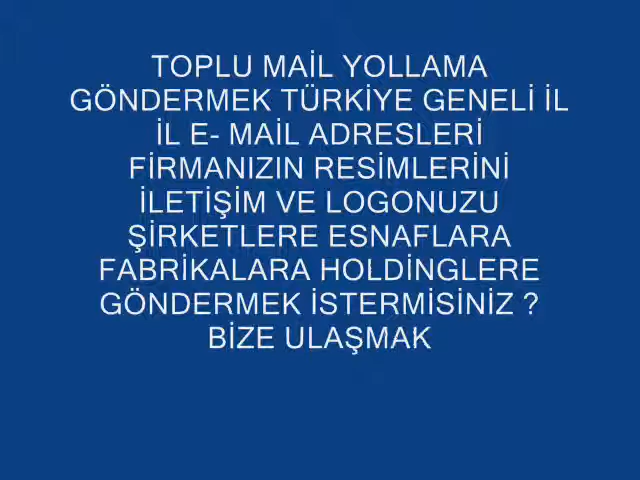 TOPLU MAİL YOLLAMA
GÖNDERMEK TÜRKİYE GENELİ İL
İL E- MAİL ADRESLERİ
FİRMANIZIN RESİMLERİNİ
İLETİŞİM VE LOGONUZU
ŞİRKETLERE ESNAFLARA
FABRİKALARA HOLDİNGLERE
GÖNDERMEK İSTERMİSİNİZ ?
BİZE ULAŞMAK